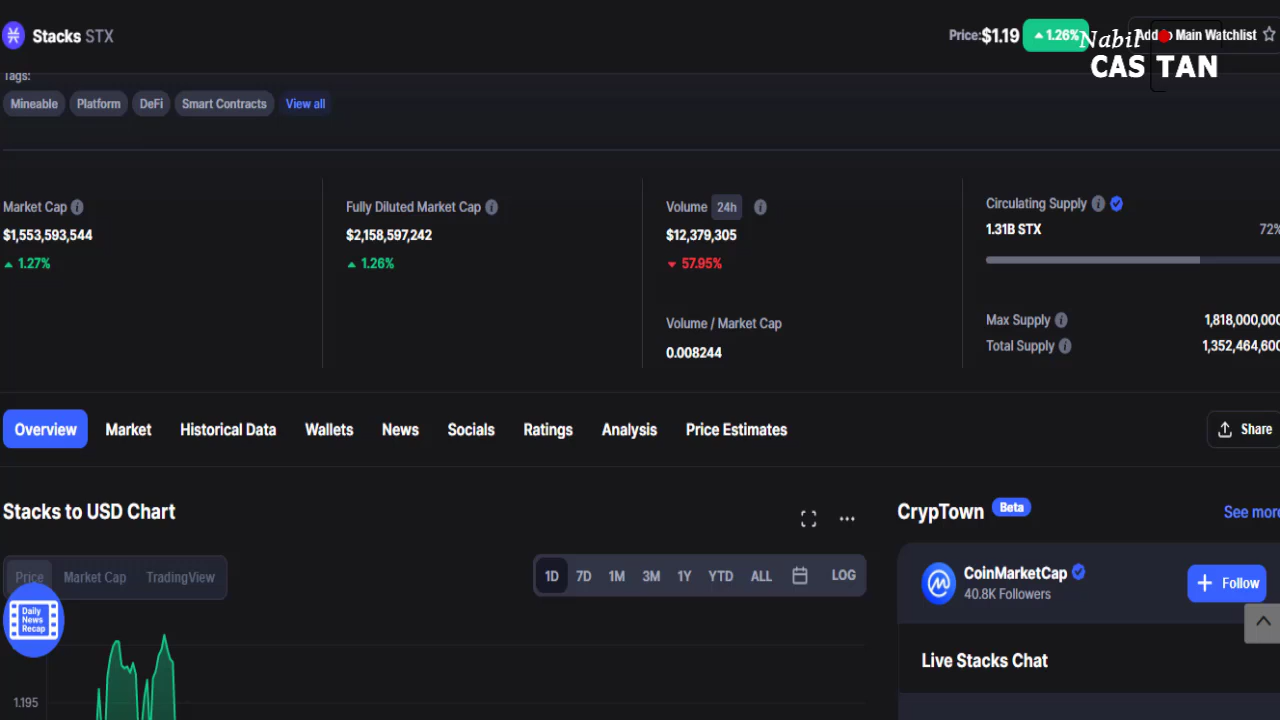 Stacks STX
Price: $1.19 1.26% Add to Main Watchlist
Nabil
CAS TAN
Tags:
Mineable Platform DeFi Smart Contracts View all
Market Cap
$1,553,593,544
1.27%
Fully Diluted Market Cap
$2,158,597,242
1.26%
Volume 24h
$12,379,305
57.95%
Volume / Market Cap
0.008244
Circulating Supply
1.31B STX 72%
Max Supply 1,818,000,000
Total Supply 1,352,464,600
Overview Market Historical Data Wallets News Socials Ratings Analysis Price Estimates Share
Stacks to USD Chart
Price Market Cap TradingView
1D 7D 1M 3M 1Y YTD ALL LOG
Daily
News
Recap
1.195
CrypTown Beta See more
CoinMarketCap
40.8K Followers
+ Follow
Live Stacks Chat